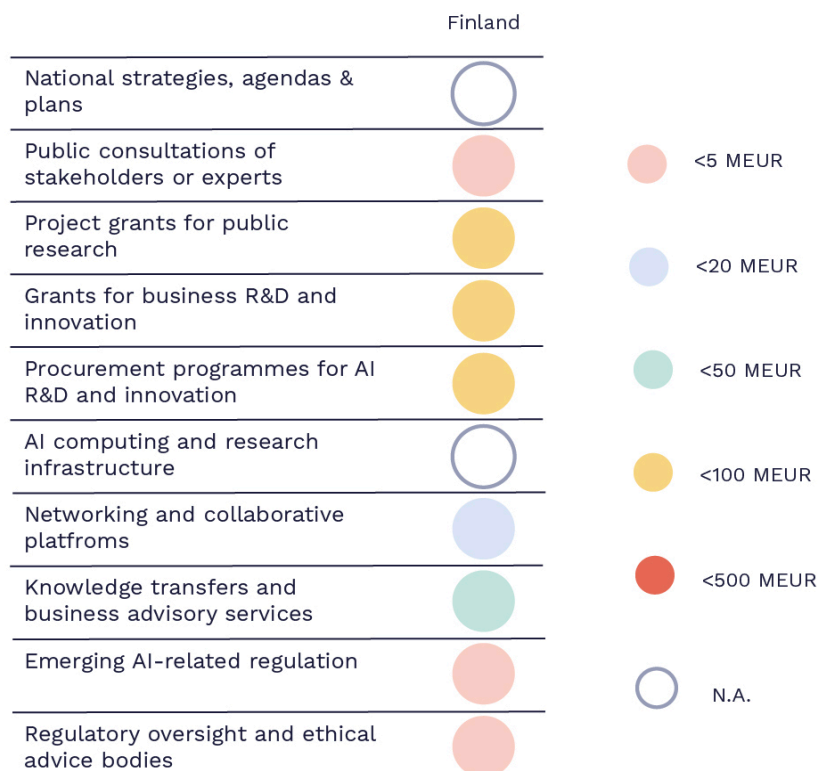 Finland
National strategies, agendas &
plans
Public consultations of
stakeholders or experts
Project grants for public
research
Grants for business R&D and
innovation
Procurement programmes for AI
R&D and innovation
AI computing and research
infrastructure
Networking and collaborative
platfroms
Knowledge transfers and
business advisory services
Emerging AI-related regulation
Regulatory oversight and ethical
advice bodies
<5 MEUR
<20 MEUR
<50 MEUR
<100 MEUR
<500 MEUR
N.A.